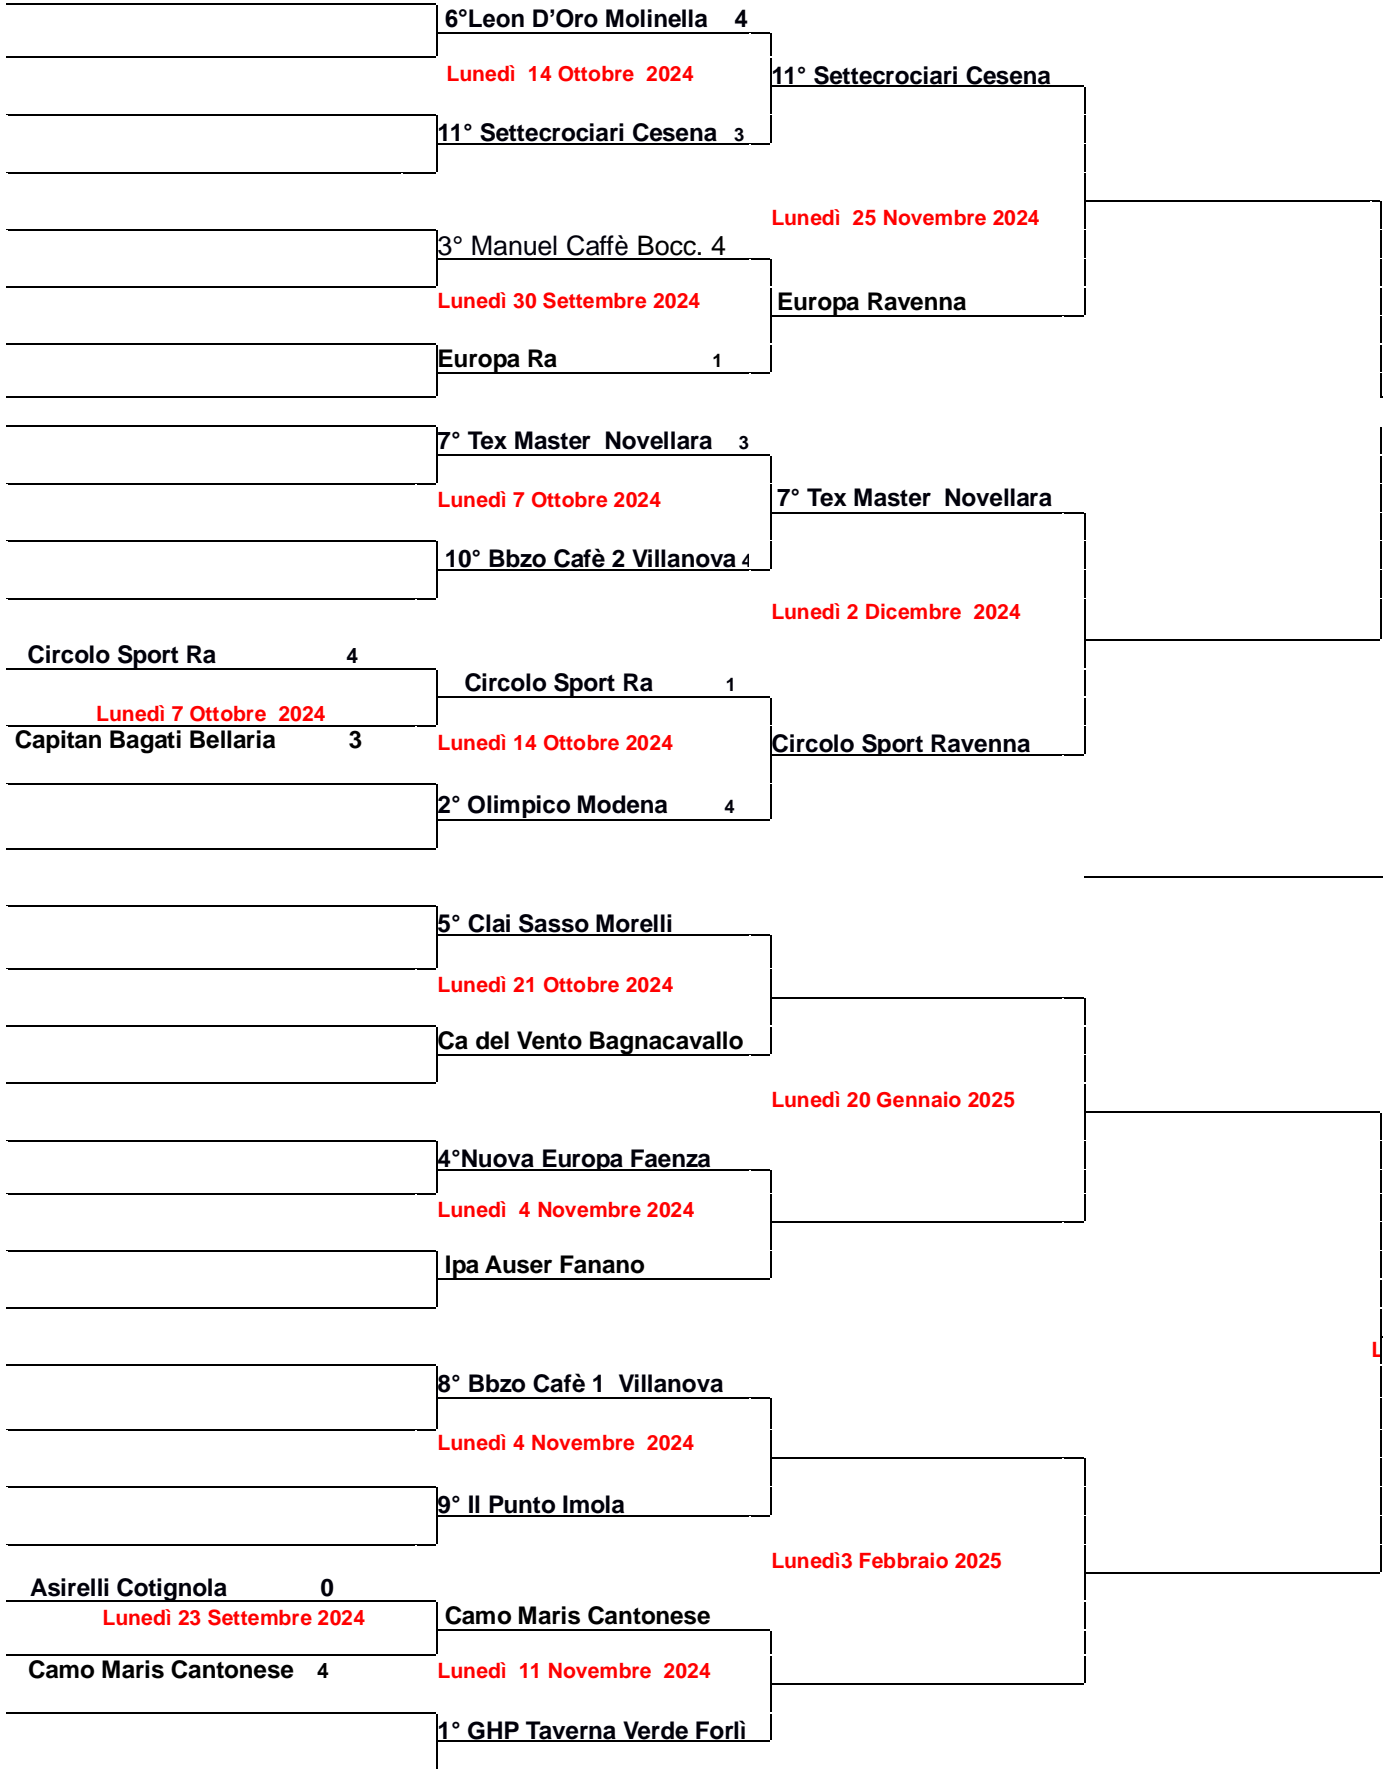 6°Leon D'Oro Molinella 4
Lunedì 14 Ottobre 2024
11° Settecrociari Cesena
11° Settecrociari Cesena 3
Lunedì 25 Novembre 2024
3° Manuel Caffè Bocc. 4
Lunedì 30 Settembre 2024
Europa Ravenna
Europa Ra 1
7° Tex Master Novellara 3
Lunedì 7 Ottobre 2024
7° Tex Master Novellara
10° Bbzo Cafè 2 Villanova 4
Lunedì 2 Dicembre 2024
Circolo Sport Ra 4
Circolo Sport Ra 1
Lunedì 7 Ottobre 2024
Capitan Bagati Bellaria 3
Lunedì 14 Ottobre 2024
Circolo Sport Ravenna
2° Olimpico Modena 4
5° Clai Sasso Morelli
Lunedì 21 Ottobre 2024
Ca del Vento Bagnacavallo
Lunedì 20 Gennaio 2025
4°Nuova Europa Faenza
Lunedì 4 Novembre 2024
Ipa Auser Fanano
L
8° Bbzo Cafè 1 Villanova
Lunedì 4 Novembre 2024
9° Il Punto Imola
Lunedì3 Febbraio 2025
Asirelli Cotignola 0
Lunedì 23 Settembre 2024
Camo Maris Cantonese
Camo Maris Cantonese 4
Lunedì 11 Novembre 2024
1° GHP Taverna Verde Forlì